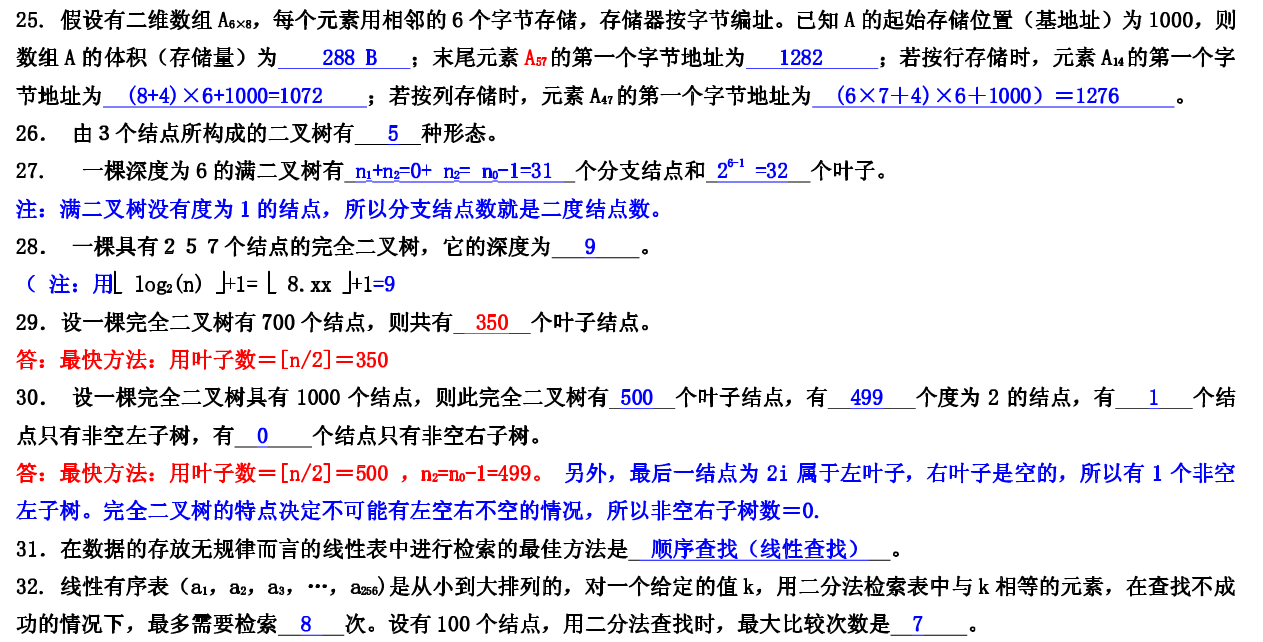 25. 假设有二维数组 A6×8，每个元素用相邻的 6 个字节存储，存储器按字节编址。已知 A 的起始存储位置（基地址）为 1000，则
数组 A 的体积（存储量）为 288 B ；末尾元素 A57 的第一个字节地址为 1282 ；若按行存储时，元素 A14 的第一个字
节地址为 (8+4)×6+1000=1072 ；若按列存储时，元素 A47 的第一个字节地址为 (6×7＋4)×6＋1000）＝1276 。
26. 由３个结点所构成的二叉树有 5 种形态。
27. 一棵深度为 6 的满二叉树有 n1+n2=0+ n2= n0-1=31 个分支结点和 2^6-1 =32 个叶子。
注：满二叉树没有度为 1 的结点，所以分支结点数就是二度结点数。
28. 一棵具有２５７个结点的完全二叉树，它的深度为 9 。
（ 注：用⎣ log2(n) ⎦+1= ⎣ 8.xx ⎦+1=9
29. 设一棵完全二叉树有 700 个结点，则共有 350 个叶子结点。
答：最快方法：用叶子数＝[n/2]＝350
30. 设一棵完全二叉树具有 1000 个结点，则此完全二叉树有 500 个叶子结点，有 499 个度为 2 的结点，有 1 个结
点只有非空左子树，有 0 个结点只有非空右子树。
答：最快方法：用叶子数＝[n/2]＝500 ，n2=n0-1=499。 另外，最后一结点为 2i 属于左叶子，右叶子是空的，所以有 1 个非空
左子树。完全二叉树的特点决定不可能有左空右不空的情况，所以非空右子树数＝0.
31. 在数据的存放无规律而言的线性表中进行检索的最佳方法是 顺序查找（线性查找） 。
32. 线性有序表（a1，a2，a3，…，a256)是从小到大排列的，对一个给定的值 k，用二分法检索表中与 k 相等的元素，在查找不成
功的情况下，最多需要检索 8 次。设有 100 个结点，用二分法查找时，最大比较次数是 7 。